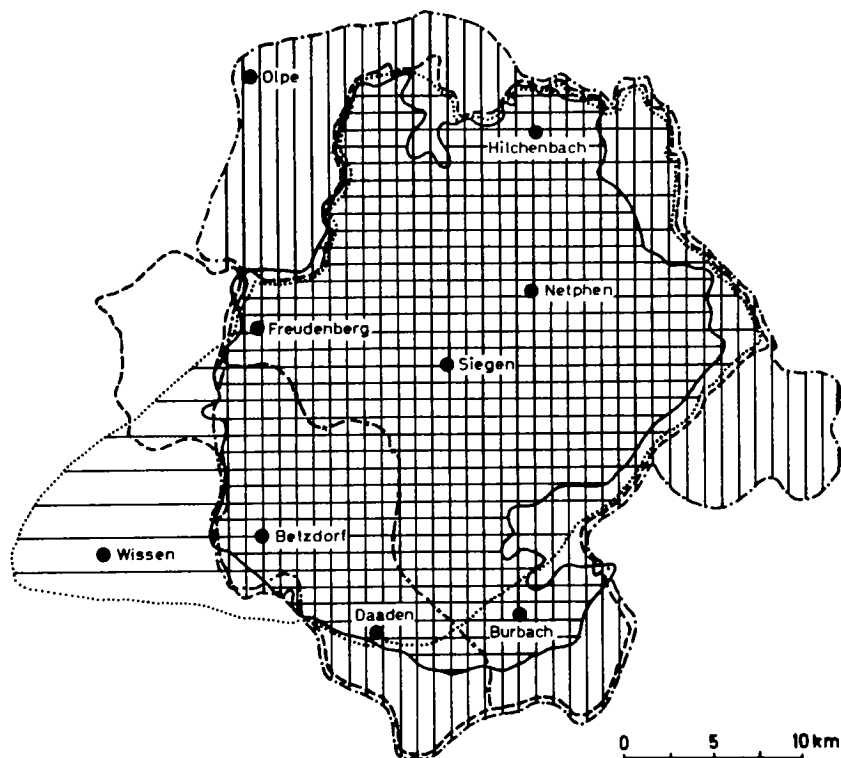 Olpe
Hilchenbach
Netphen
Freudenberg
Siegen
Betzdorf
Wissen
Daaden
Burbach
0 5 10 km